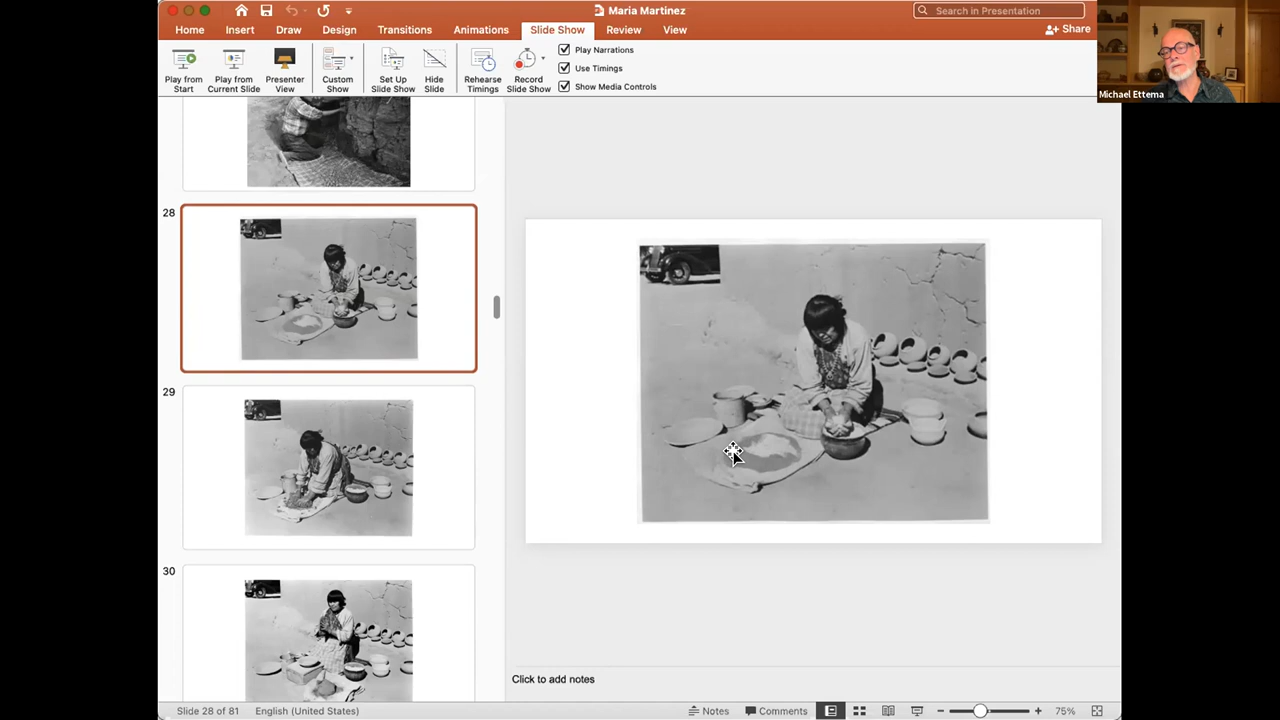 Maria Martinez
Search in Presentation
Home
Insert
Draw
Design
Transitions
Animations
Slide Show
Review
View
Share
Play from
Start
Play from
Current Slide
Presenter
View
Custom
Show
Set Up
Slide Show
Hide
Slide
Rehearse
Timings
Record
Slide Show
Play Narrations
Use Timings
Show Media Controls
Michael Ettema
28
29
30
Click to add notes
Slide 28 of 81
English (United States)
Notes
Comments
75%